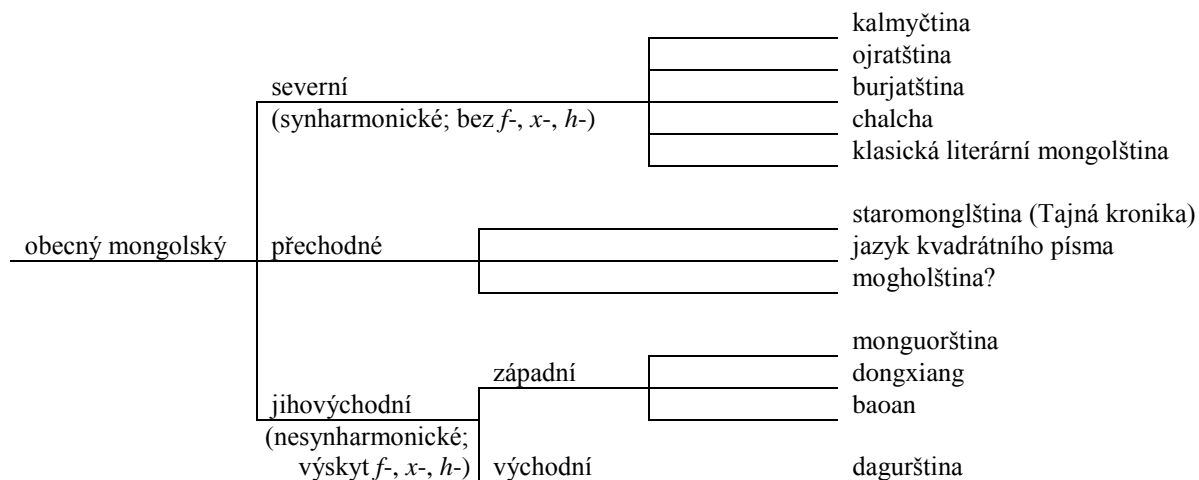 kalmyčtina
ojratština
severní burjatština
(synharmonické; bez f-, x-, h-) chalcha
klasická literární mongolština
staromonglština (Tajná kronika)
obecný mongolský přechodné jazyk kvadrátního písma
mogholština?
monguorština
západní dongxiang
jihovýchodní baoan
(nesynharmonické;
výskyt f-, x-, h-) východní dagurština